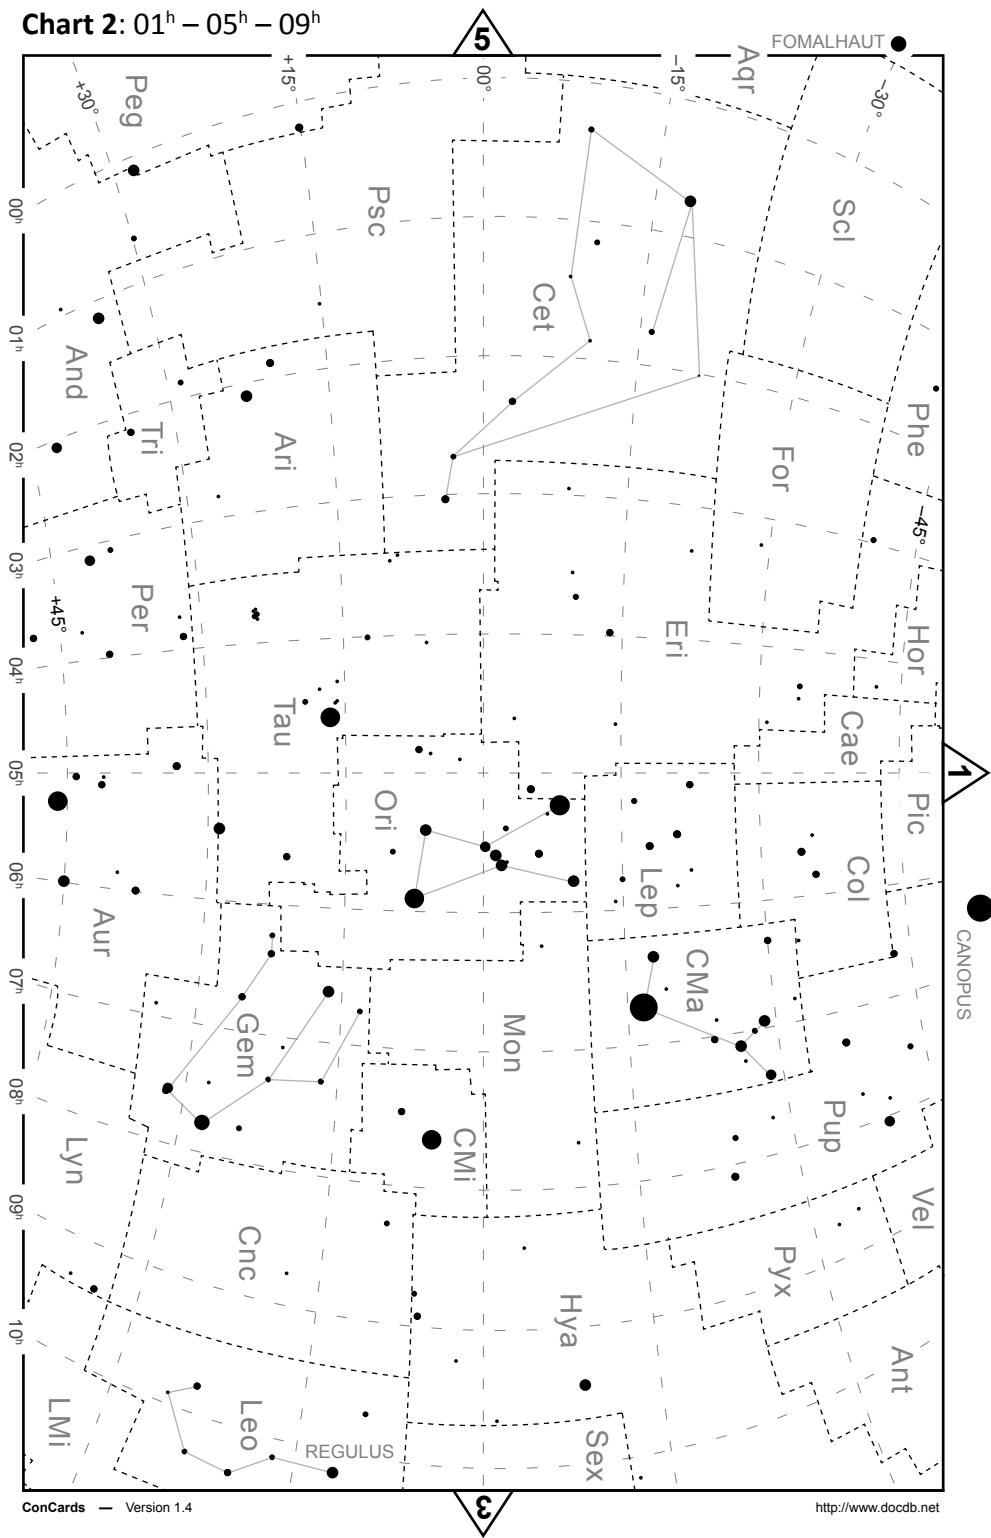 Chart 2: 01h – 05h – 09h
5
FOMALHAUT
+30°
+15°
00°
−15°
−30°
Peg
Aqr
Psc
Scl
00h
Cet
01h
And
Tri
Ari
For
Phe
02h
−45°
03h
+45°
Per
Eri
Hor
04h
Tau
Cae
05h
1
Ori
Pic
Lep
Col
06h
Aur
CANOPUS
07h
CMa
Gem
Mon
08h
Lyn
CMi
Pup
09h
Vel
Cnc
Pyx
Hya
10h
Ant
LMi
Leo
REGULUS
Sex
3
ConCards — Version 1.4
http://www.docdb.net